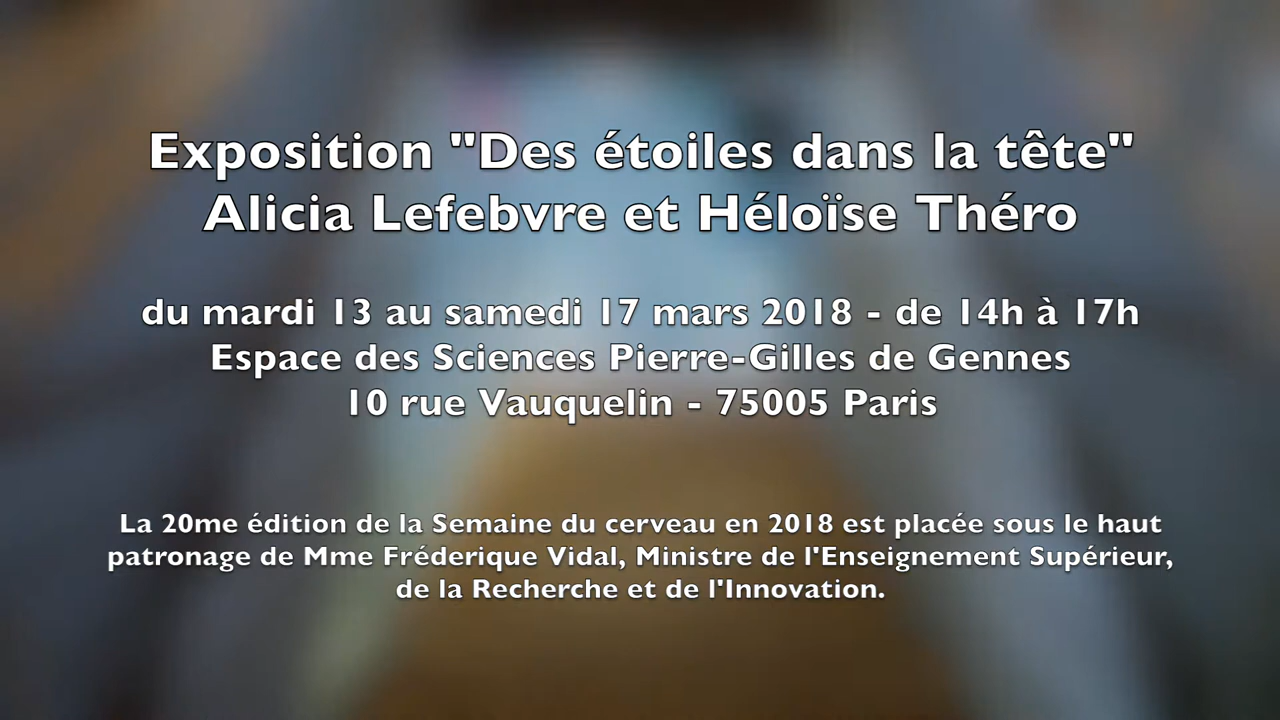 Exposition "Des étoiles dans la tête"
Alicia Lefebvre et Héloïse Théro
du mardi 13 au samedi 17 mars 2018 - de 14h à 17h
Espace des Sciences Pierre-Gilles de Gennes
10 rue Vauquelin - 75005 Paris
La 20me édition de la Semaine du cerveau en 2018 est placée sous le haut
patronage de Mme Fréderique Vidal, Ministre de l'Enseignement Supérieur,
de la Recherche et de l'Innovation.